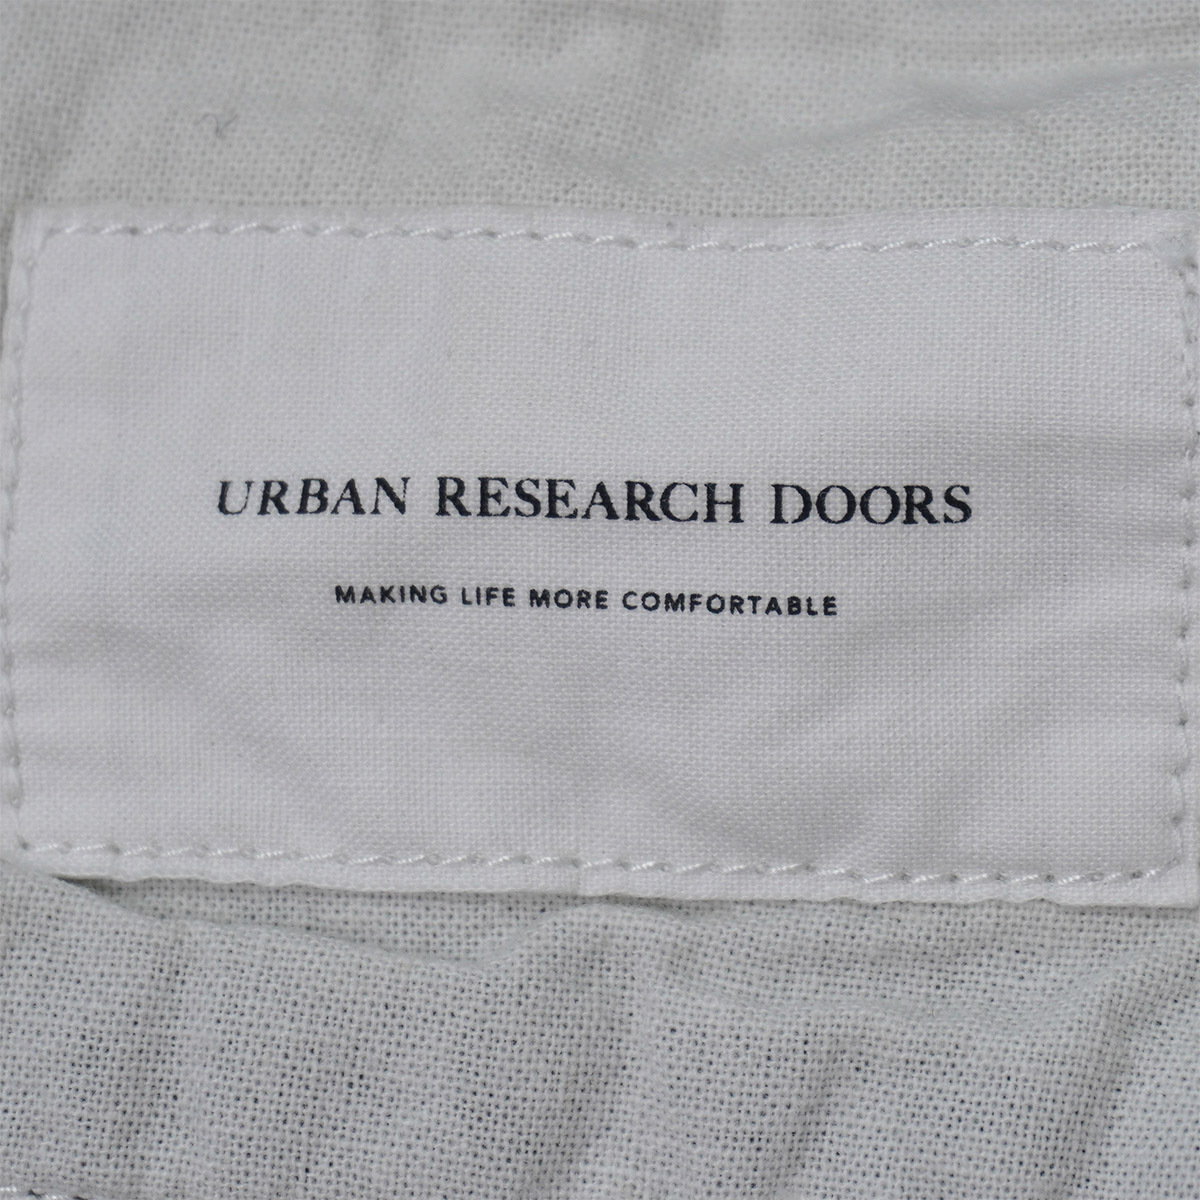 URBAN RESEARCH DOORS
MAKING LIFE MORE COMFORTABLE